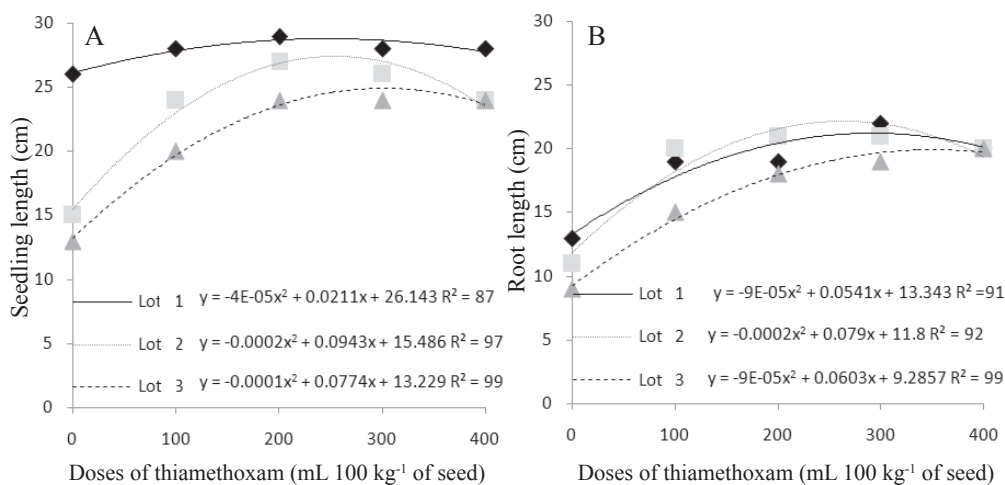 A
30
25
20
15
10
5
0
Seedling length (cm)
Lot 1 y = -4E-05x² + 0.0211x + 26.143 R² = 87
Lot 2 y = -0.0002x² + 0.0943x + 15.486 R² = 97
Lot 3 y = -0.0001x² + 0.0774x + 13.229 R² = 99
0 100 200 300 400
Doses of thiamethoxam (mL 100 kg⁻¹ of seed)
B
30
25
20
15
10
5
0
Root length (cm)
Lot 1 y = -9E-05x² + 0.0541x + 13.343 R² =91
Lot 2 y = -0.0002x² + 0.079x + 11.8 R² = 92
Lot 3 y = -9E-05x² + 0.0603x + 9.2857 R² = 99
0 100 200 300 400
Doses of thiamethoxam (mL 100 kg⁻¹ of seed)